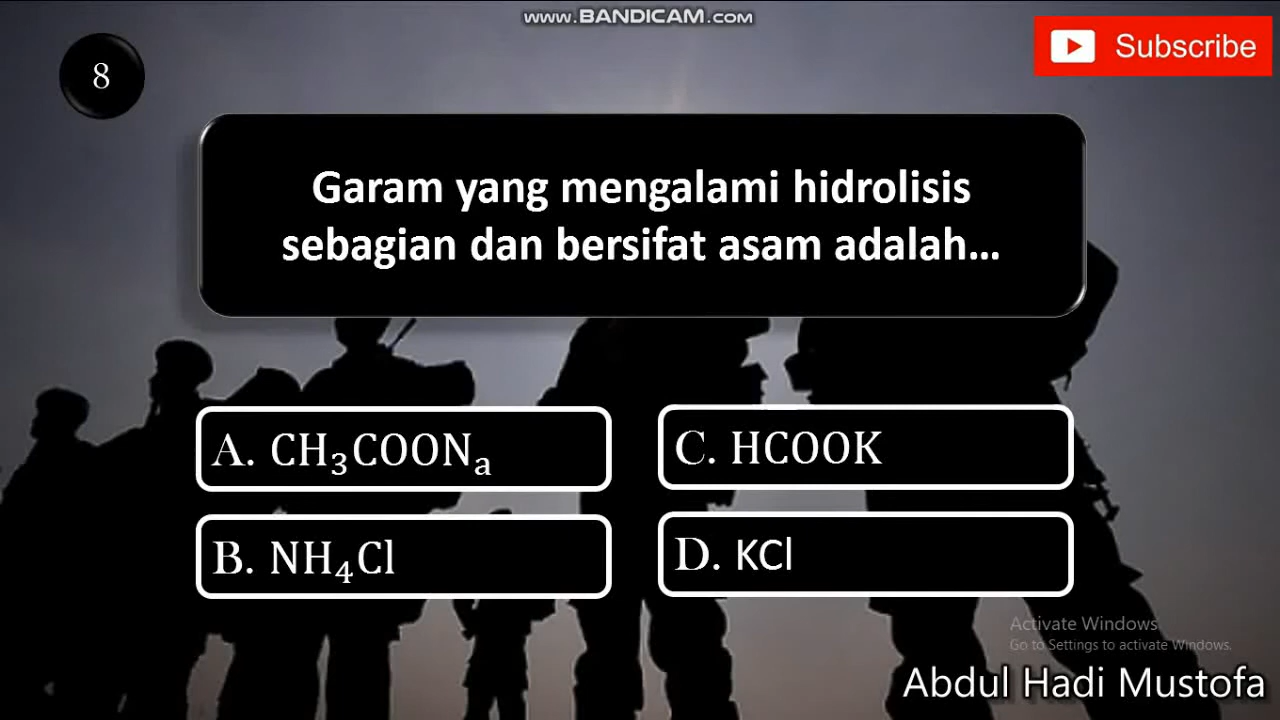 www.BANDICAM.com
Subscribe
8
Garam yang mengalami hidrolisis
sebagian dan bersifat asam adalah...
A. CH₃COONₐ
C. HCOOK
B. NH₄Cl
D. KCl
Activate Windows
Go to Settings to activate Windows.
Abdul Hadi Mustofa